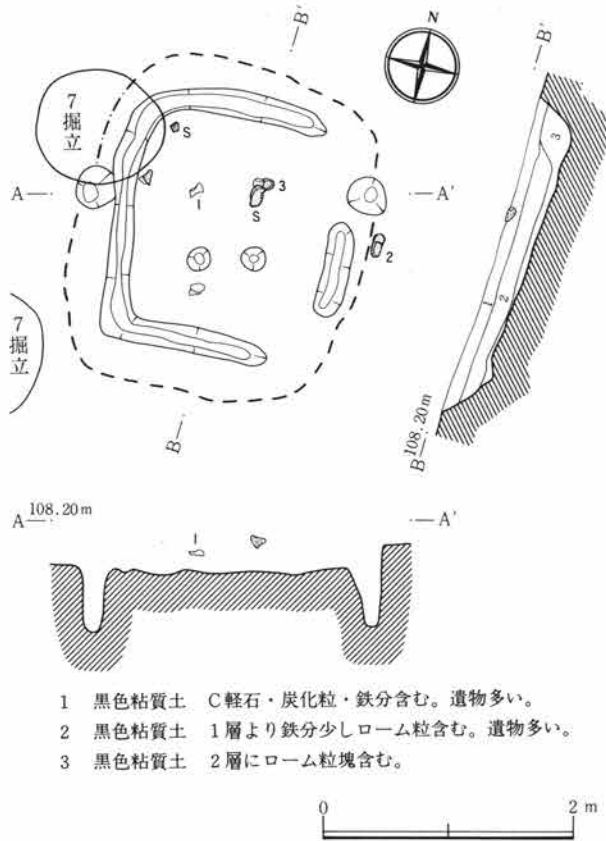 B′
N
B′
7
掘立
S
3
A
A′
1
3
S
2
7
掘立
1
2
B
B
108.20m
108.20m
A
A′
1
1 黒色粘質土 C軽石・炭化粒・鉄分含む。遺物多い。
2 黒色粘質土 1層より鉄分少しローム粒含む。遺物多い。
3 黒色粘質土 2層にローム粒塊含む。
0
2 m